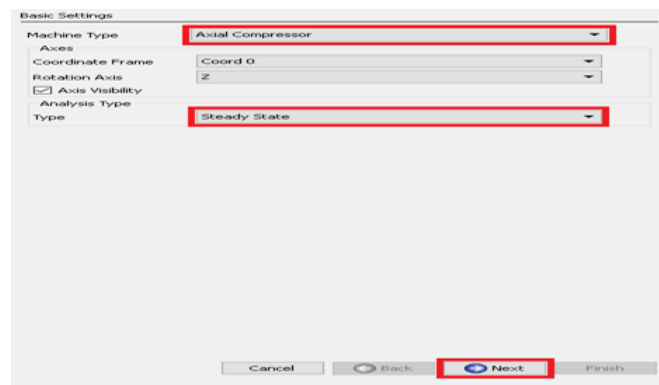 Basic Settings
Machine Type Axial Compressor
Axes
Coordinate Frame Coord 0
Rotation Axis Z
Axis Visibility
Analysis Type
Type Steady State
Cancel Back Next Finish